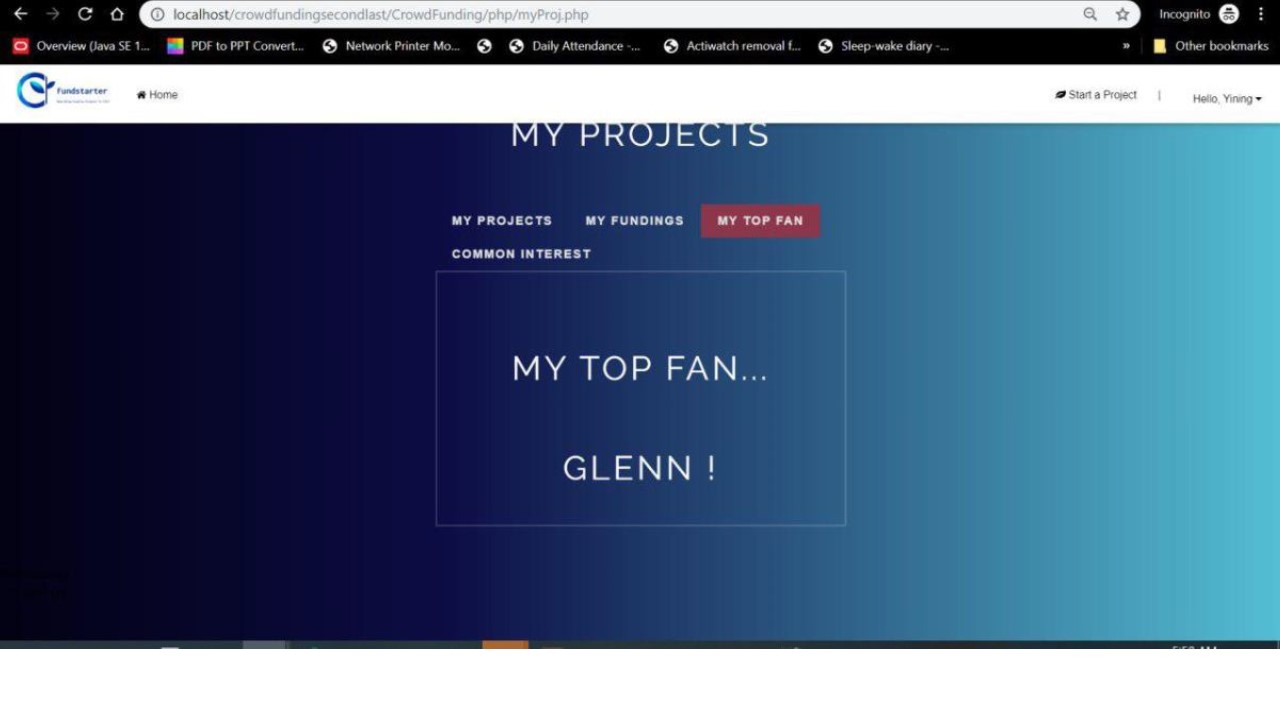 localhost/crowdfundingsecondlast/CrowdFunding/php/myProj.php
Incognito
Overview (Java SE 1... PDF to PPT Convert... Network Printer Mo... Daily Attendance -... Actiwatch removal f... Sleep-wake diary -... » Other bookmarks
Fundstarter
Home
Start a Project | Hello, Yining
MY PROJECTS
MY PROJECTS MY FUNDINGS MY TOP FAN
COMMON INTEREST
MY TOP FAN...
GLENN !